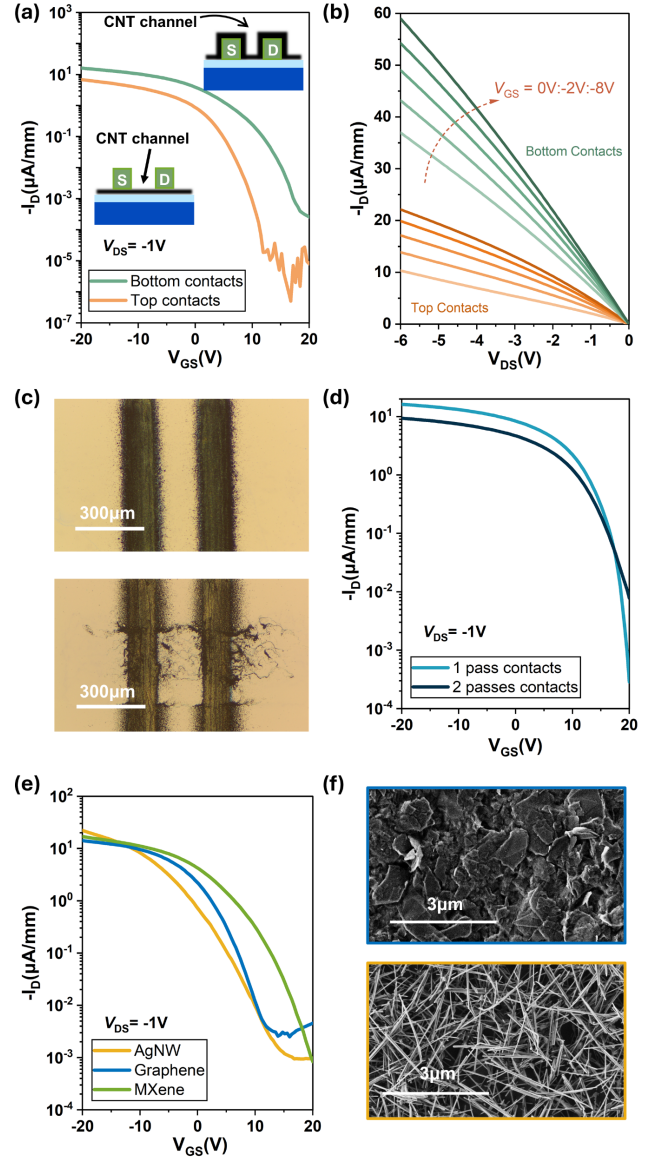 (a)
CNT channel
S D
CNT channel
S D
V_DS= -1V
Bottom contacts
Top contacts
10^3
10^1
10^-1
10^-3
10^-5
10^-7
-I_D(µA/mm)
-20 -10 0 10 20
V_GS(V)
(b)
V_GS = 0V:-2V:-8V
Bottom Contacts
Top Contacts
-60
-50
-40
-30
-20
10
0
-I_D(µA/mm)
-6 -5 -4 -3 -2 -1 0
V_DS(V)
(c)
300µm
300µm
(d)
10^1
10^0
10^-1
10^-2
10^-3
10^-4
-I_D(µA/mm)
V_DS= -1V
1 pass contacts
2 passes contacts
-20 -10 0 10 20
V_GS(V)
(e)
10^2
10^1
10^0
10^-1
10^-2
10^-3
10^-4
-I_D(µA/mm)
V_DS= -1V
AgNW
Graphene
MXene
-20 -10 0 10 20
V_GS(V)
(f)
3µm
3µm